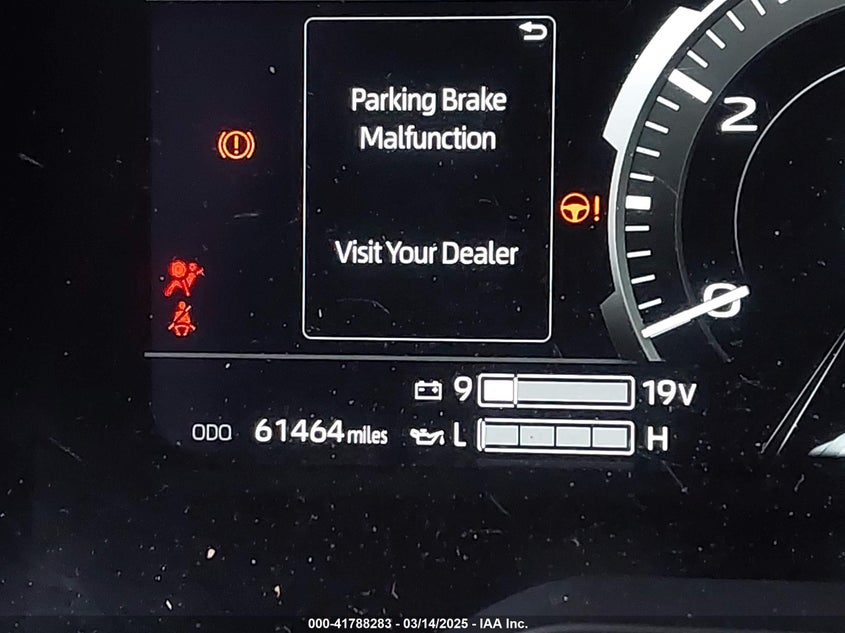 Parking Brake
Malfunction
Visit Your Dealer
2
0
9 19V
ODO 61464 miles L H
000-41788283 - 03/14/2025 - IAA Inc.